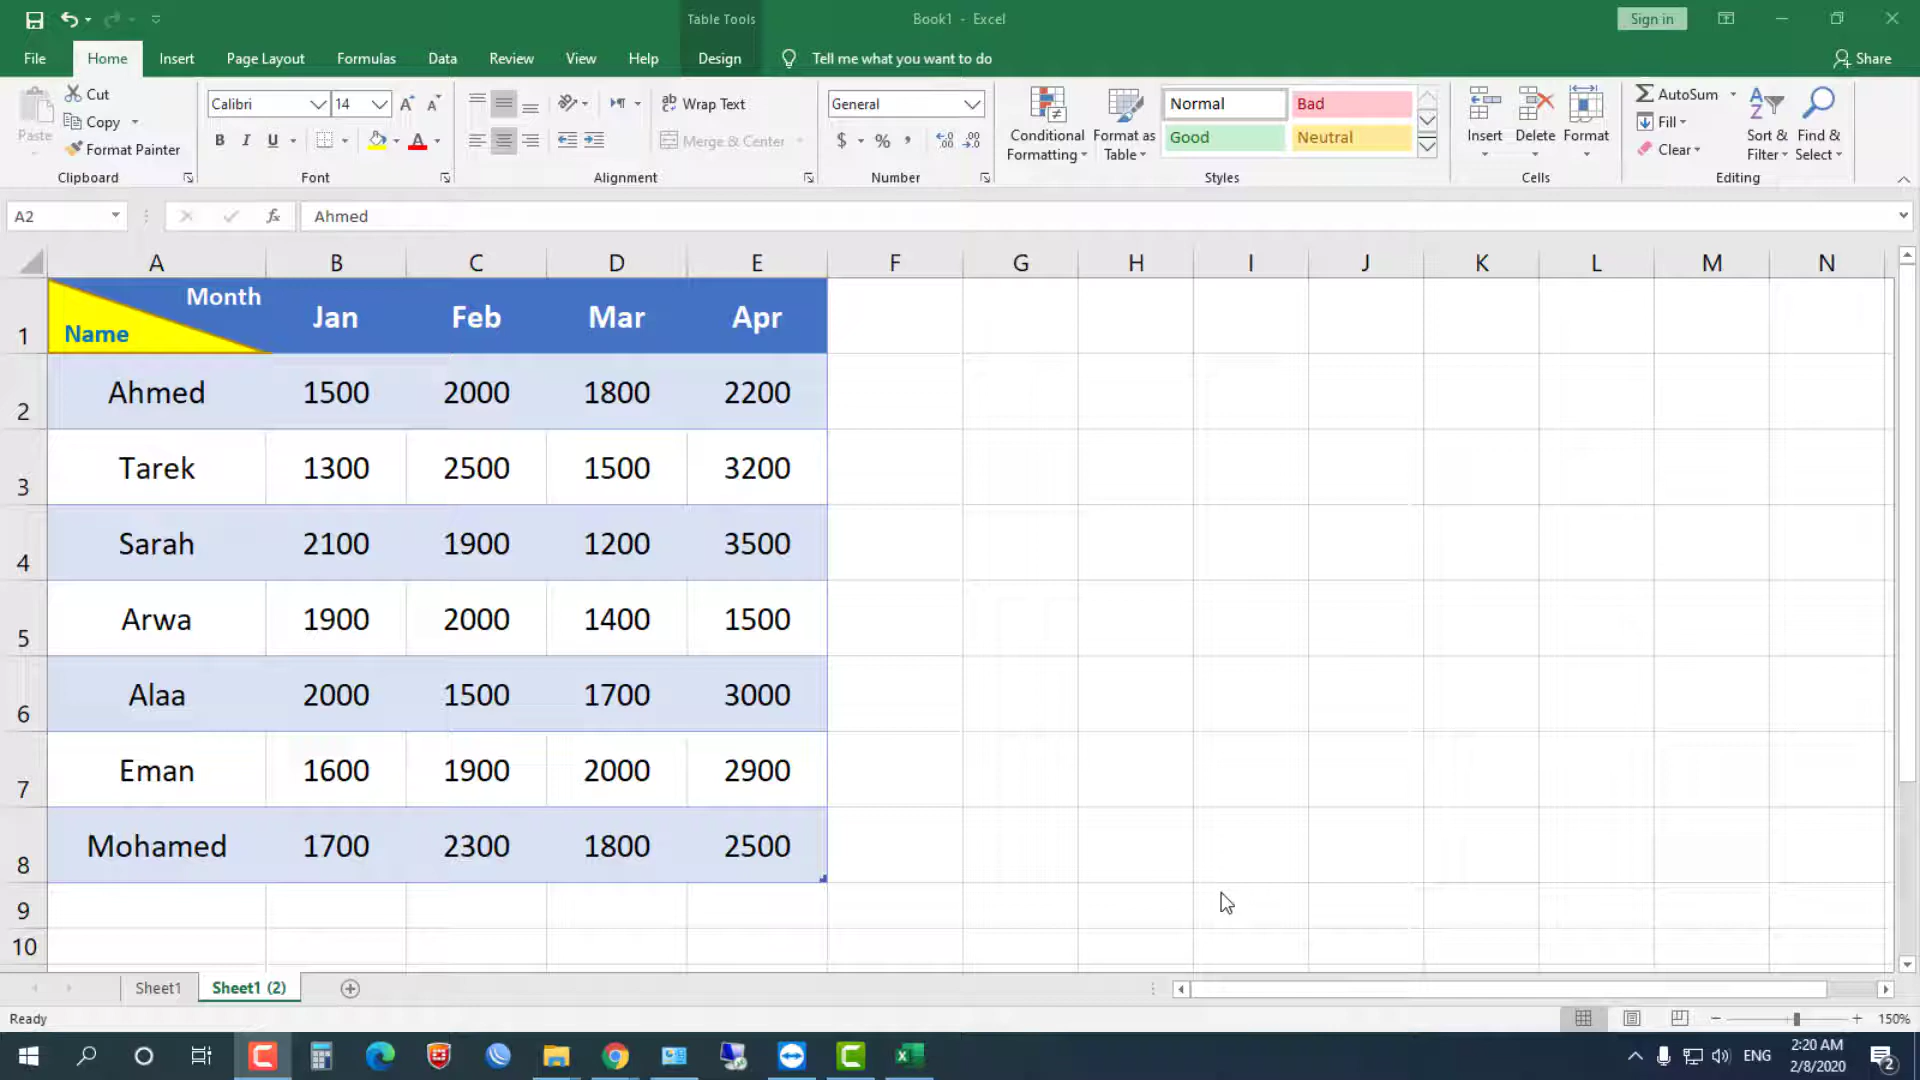 Table Tools
Book1 - Excel
Sign in
File Home Insert Page Layout Formulas Data Review View Help Design Tell me what you want to do Share
Paste
Cut
Copy
Format Painter
Clipboard
Calibri 14
B I U
Font
Wrap Text
Merge & Center
Alignment
General
$ % ,
Number
Conditional Formatting
Format as Table
Normal Bad
Good Neutral
Styles
Insert Delete Format
Cells
AutoSum
Fill
Clear
Sort & Filter
Find & Select
Editing
A2 fx Ahmed
A B C D E F G H I J K L M N
1 Month Name Jan Feb Mar Apr
2 Ahmed 1500 2000 1800 2200
3 Tarek 1300 2500 1500 3200
4 Sarah 2100 1900 1200 3500
5 Arwa 1900 2000 1400 1500
6 Alaa 2000 1500 1700 3000
7 Eman 1600 1900 2000 2900
8 Mohamed 1700 2300 1800 2500
9
10
Sheet1 Sheet1 (2)
Ready 150%
ENG 2:20 AM
2/8/2020 2